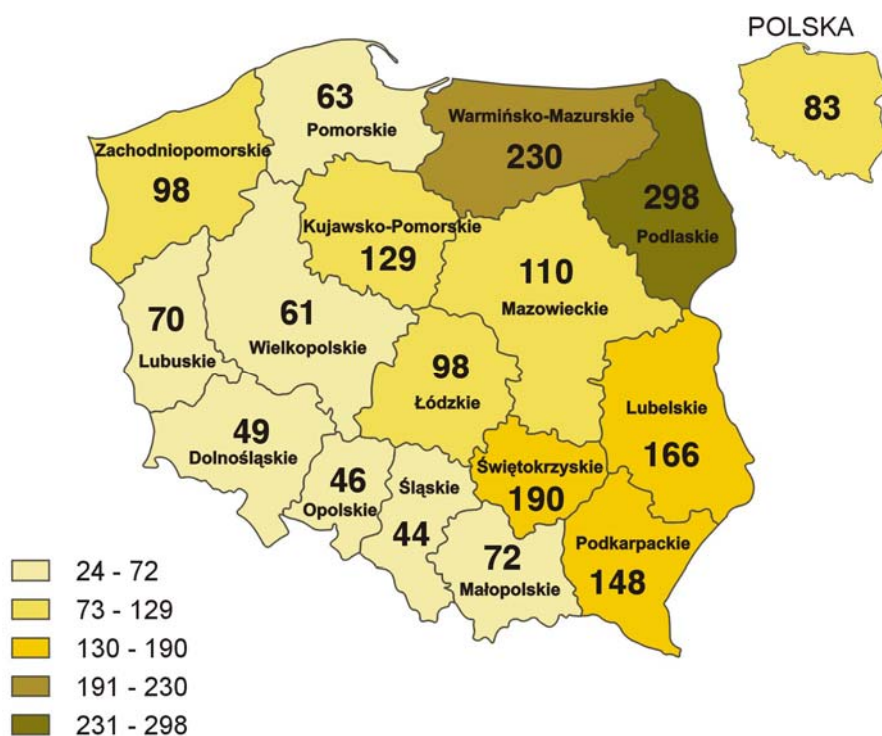 POLSKA
83
63
Pomorskie
Warmińsko-Mazurskie
230
Zachodniopomorskie
98
298
Podlaskie
Kujawsko-Pomorskie
129
110
Mazowieckie
70
Lubuskie
61
Wielkopolskie
98
Łódzkie
Lubelskie
166
49
Dolnośląskie
46
Opolskie
Śląskie
44
Świętokrzyskie
190
72
Małopolskie
Podkarpackie
148
24 - 72
73 - 129
130 - 190
191 - 230
231 - 298